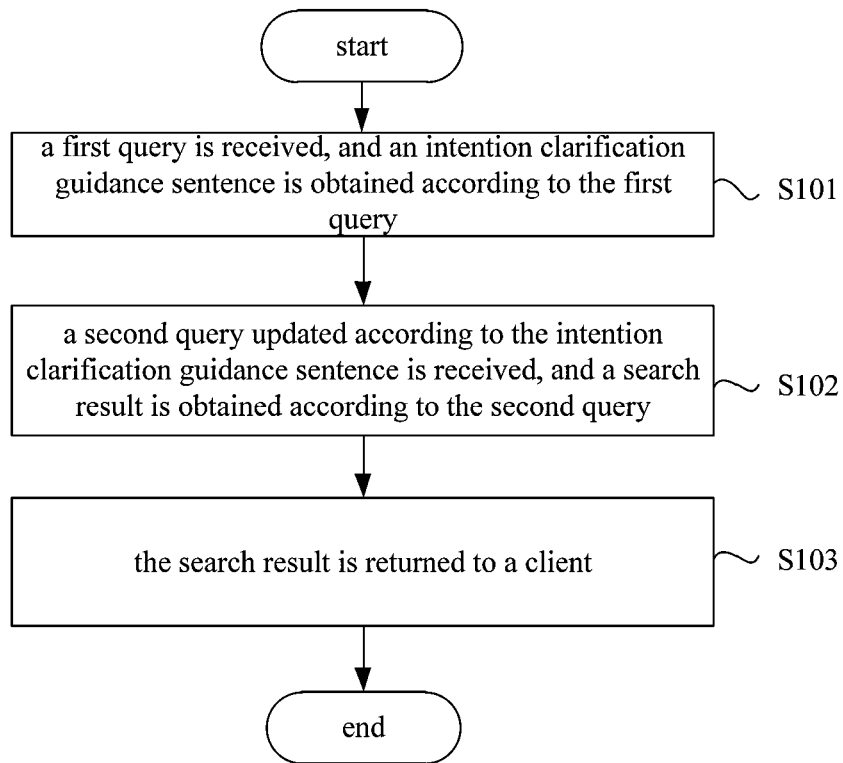 start
a first query is received, and an intention clarification
guidance sentence is obtained according to the first
query
S101
a second query updated according to the intention
clarification guidance sentence is received, and a search
result is obtained according to the second query
S102
the search result is returned to a client
S103
end